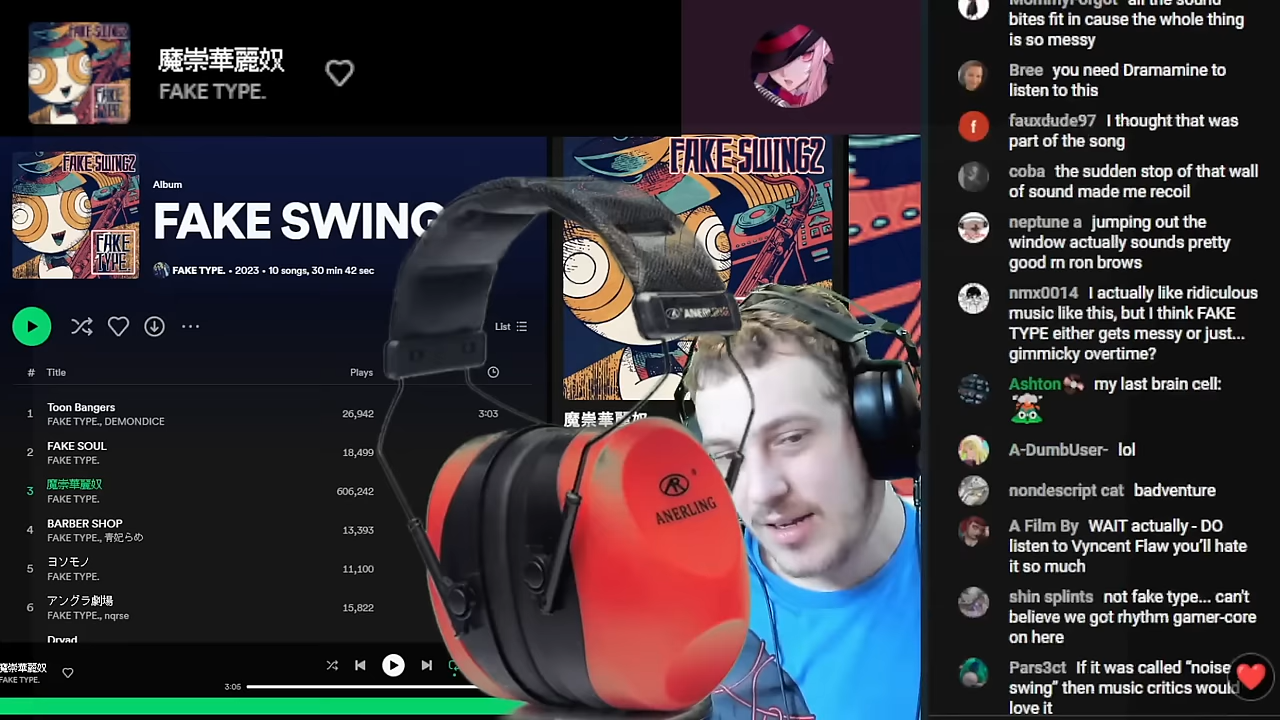 魔崇華麗奴
FAKE TYPE.
FAKE SWING2
FAKE TYPE
Album
FAKE SWING
FAKE TYPE. • 2023 • 10 songs, 30 min 42 sec
List
# Title Plays
1 Toon Bangers 26,942 3:03
FAKE TYPE., DEMONDICE
2 FAKE SOUL 18,499
FAKE TYPE.
3 魔崇華麗奴 606,242
FAKE TYPE.
4 BARBER SHOP 13,393
FAKE TYPE., 青妃らめ
5 ヨソモノ 11,100
FAKE TYPE.
6 アングラ劇場 15,822
FAKE TYPE., nqrse
Dryad
魔崇華麗奴
FAKE TYPE.
3:05
FAKE SWING2
魔崇華麗奴
ANERLING
ANERLING
MommyForgot all the sound
bites fit in cause the whole thing
is so messy
Bree you need Dramamine to
listen to this
f
fauxdude97 I thought that was
part of the song
coba the sudden stop of that wall
of sound made me recoil
neptune a jumping out the
window actually sounds pretty
good rn ron brows
nmx0014 I actually like ridiculous
music like this, but I think FAKE
TYPE either gets messy or just...
gimmicky overtime?
Ashton my last brain cell:
A-DumbUser- lol
nondescript cat badventure
A Film By WAIT actually - DO
listen to Vyncent Flaw you'll hate
it so much
shin splints not fake type... can't
believe we got rhythm gamer-core
on here
Pars3ct If it was called “noise
swing” then music critics would
love it